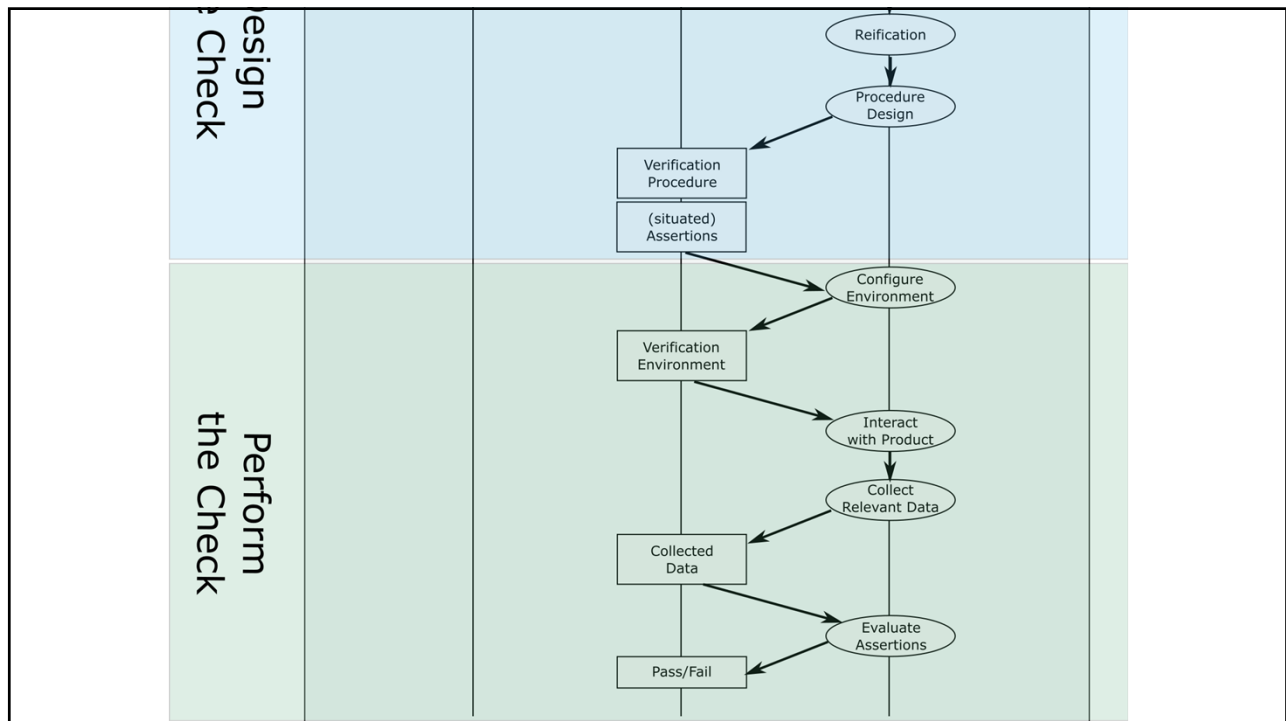 Design
e Check
Reification
Procedure
Design
Verification
Procedure
(situated)
Assertions
Configure
Environment
Verification
Environment
Perform
the Check
Interact
with Product
Collect
Relevant Data
Collected
Data
Evaluate
Assertions
Pass/Fail